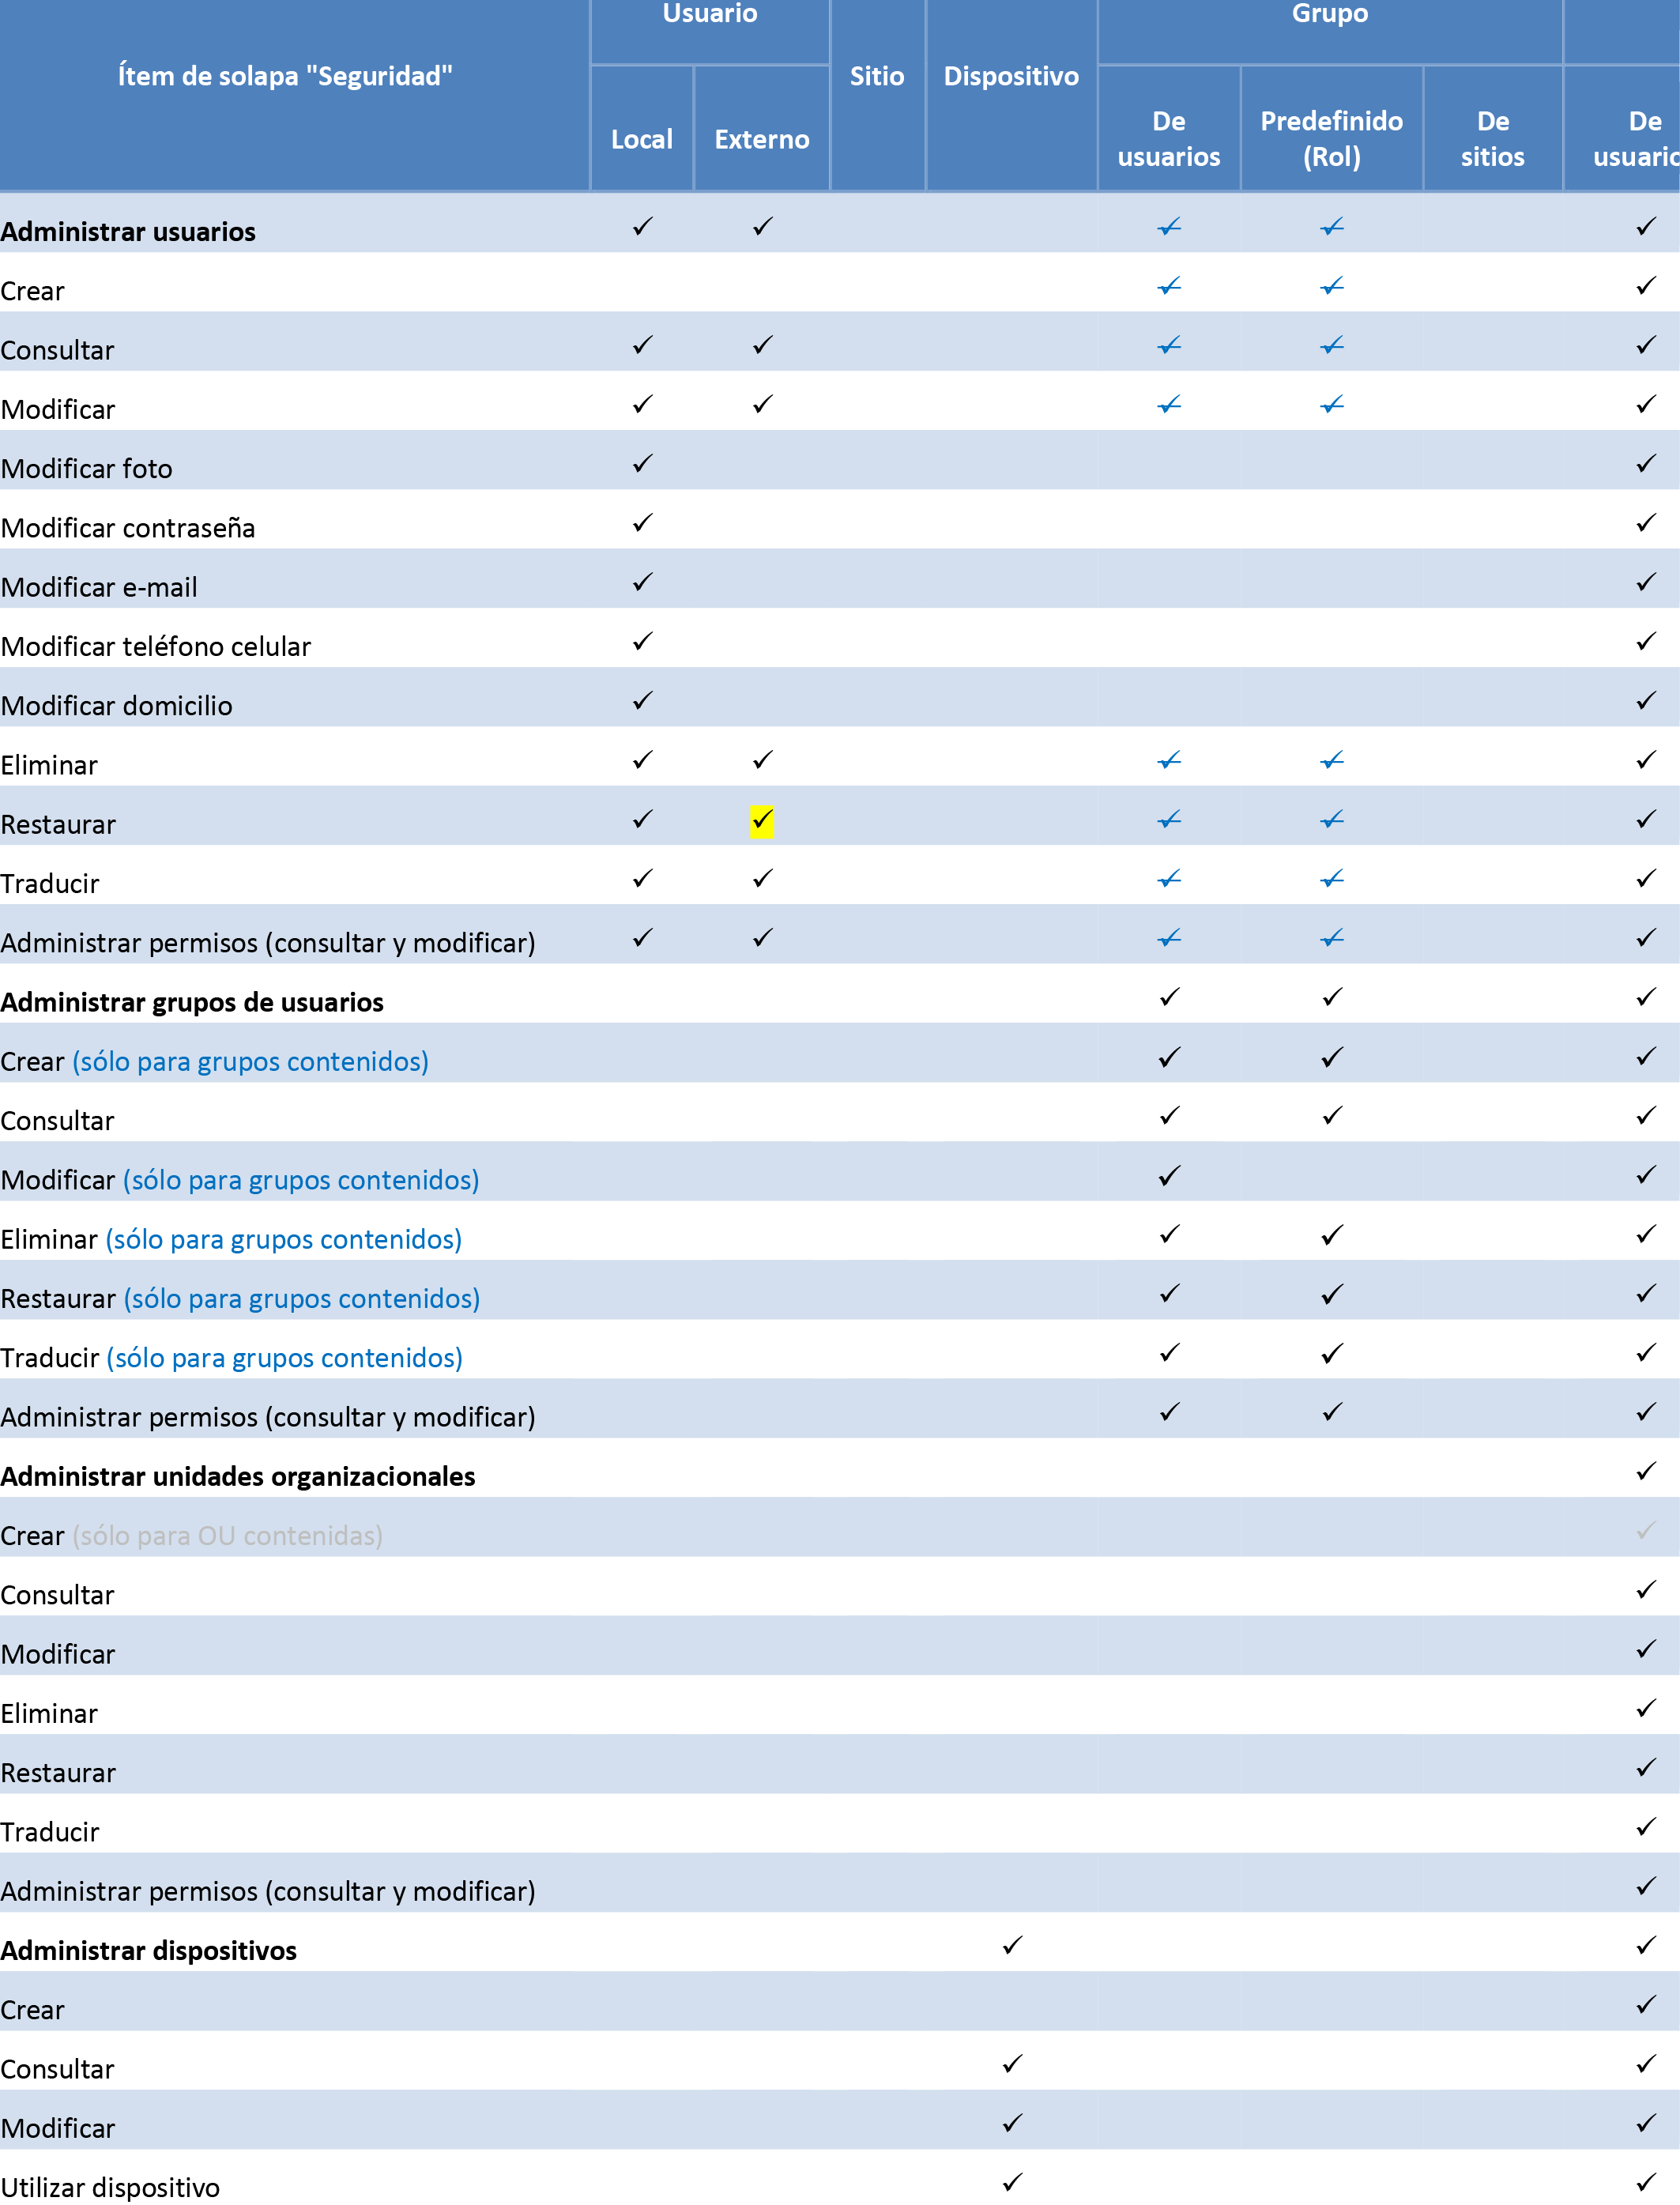 Usuario Grupo
Ítem de solapa "Seguridad" Sitio Dispositivo
Local Externo De usuarios Predefinido (Rol) De sitios De
Administrar usuarios ✓ ✓ ✓ ✓ ✓
Crear ✓ ✓ ✓
Consultar ✓ ✓ ✓ ✓ ✓
Modificar ✓ ✓ ✓ ✓ ✓
Modificar foto ✓ ✓
Modificar contraseña ✓ ✓
Modificar e-mail ✓ ✓
Modificar teléfono celular ✓ ✓
Modificar domicilio ✓ ✓
Eliminar ✓ ✓ ✓ ✓ ✓
Restaurar ✓ ✓ ✓ ✓ ✓
Traducir ✓ ✓ ✓ ✓ ✓
Administrar permisos (consultar y modificar) ✓ ✓ ✓ ✓ ✓
Administrar grupos de usuarios ✓ ✓ ✓
Crear (sólo para grupos contenidos) ✓ ✓ ✓
Consultar ✓ ✓ ✓
Modificar (sólo para grupos contenidos) ✓ ✓
Eliminar (sólo para grupos contenidos) ✓ ✓ ✓
Restaurar (sólo para grupos contenidos) ✓ ✓ ✓
Traducir (sólo para grupos contenidos) ✓ ✓ ✓
Administrar permisos (consultar y modificar) ✓ ✓ ✓
Administrar unidades organizacionales ✓
Crear (sólo para OU contenidas) ✓
Consultar ✓
Modificar ✓
Eliminar ✓
Restaurar ✓
Traducir ✓
Administrar permisos (consultar y modificar) ✓
Administrar dispositivos ✓ ✓
Crear ✓
Consultar ✓ ✓
Modificar ✓ ✓
Utilizar dispositivo ✓ ✓